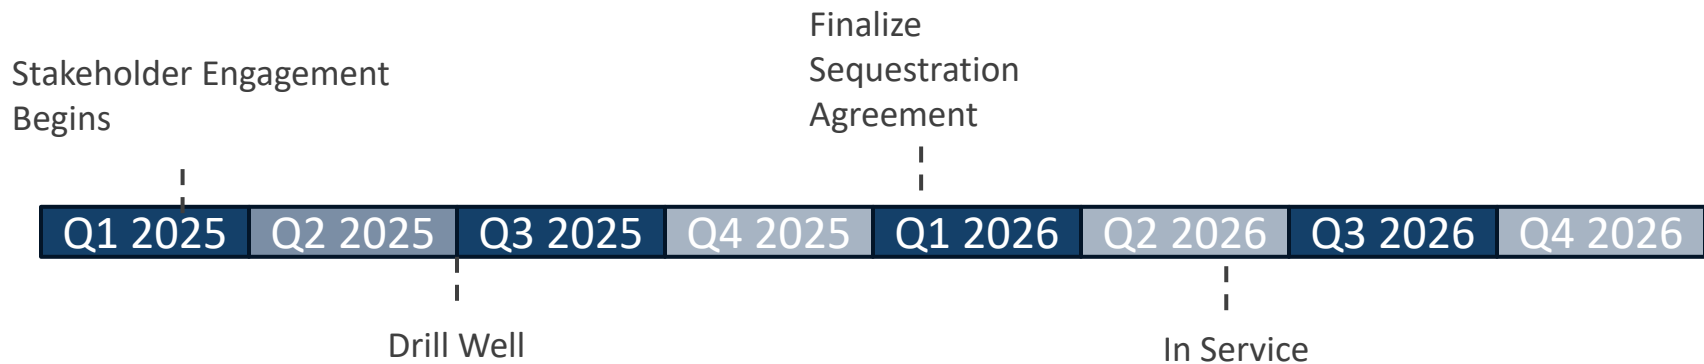 Stakeholder Engagement
Begins
Finalize
Sequestration
Agreement
Q1 2025 Q2 2025 Q3 2025 Q4 2025 Q1 2026 Q2 2026 Q3 2026 Q4 2026
Drill Well
In Service